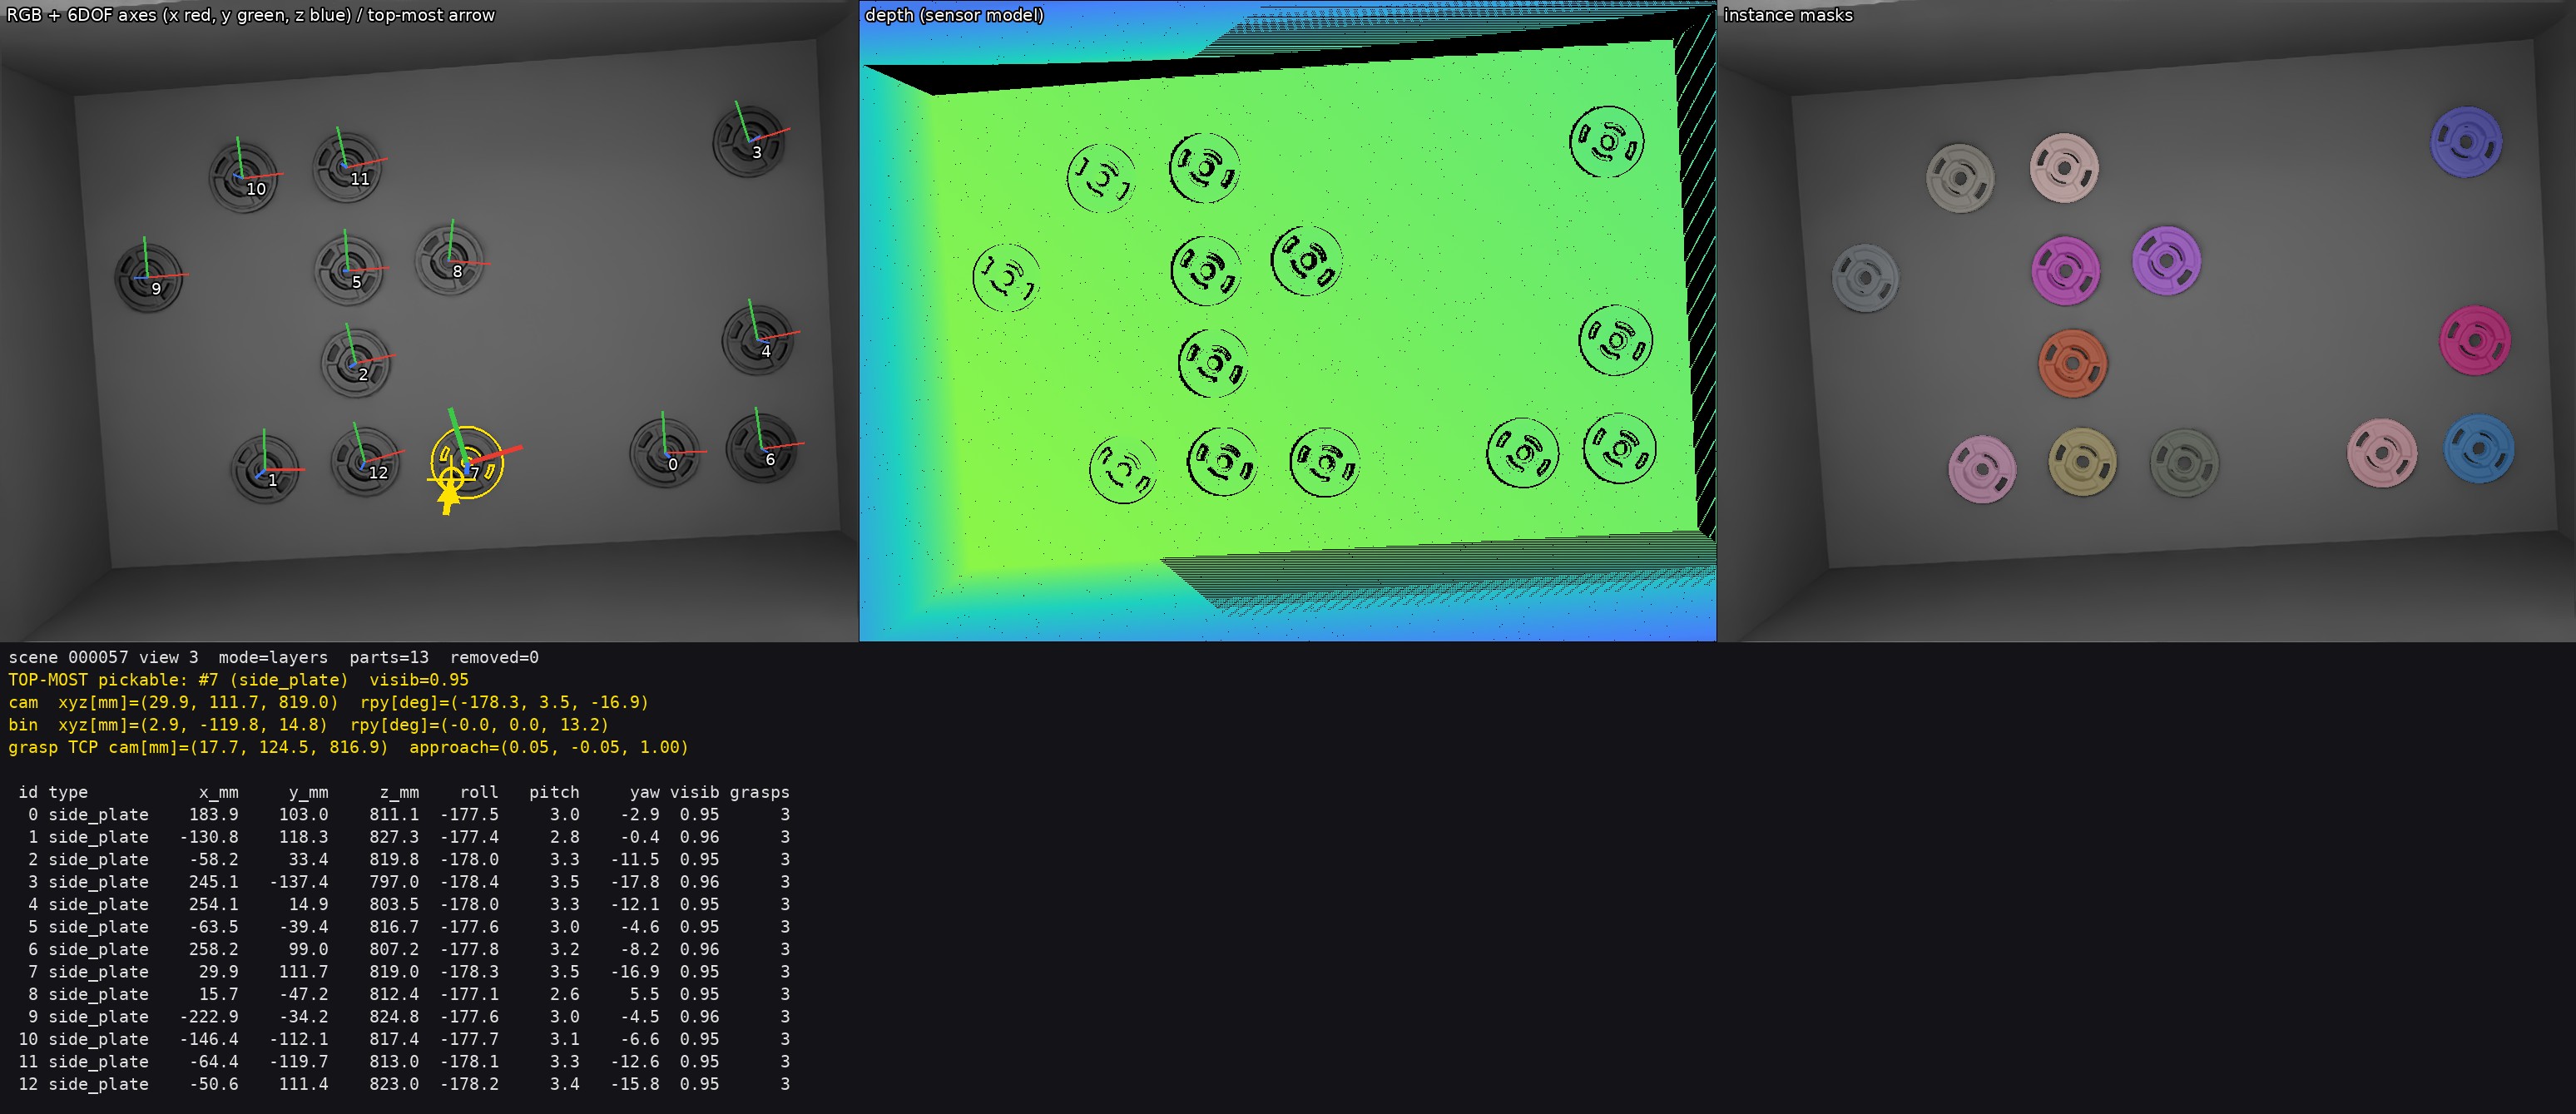 RGB + 6DOF axes (x red, y green, z blue) / top-most arrow
depth (sensor model)
instance masks
3
11
10
8
5
9
4
2
0
6
7
12
1
scene 000057 view 3  mode=layers  parts=13  removed=0
TOP-MOST pickable: #7 (side_plate)  visib=0.95
cam  xyz[mm]=(29.9, 111.7, 819.0)  rpy[deg]=(-178.3, 3.5, -16.9)
bin  xyz[mm]=(2.9, -119.8, 14.8)  rpy[deg]=(-0.0, 0.0, 13.2)
grasp TCP cam[mm]=(17.7, 124.5, 816.9)  approach=(0.05, -0.05, 1.00)
id type x_mm y_mm z_mm roll pitch yaw visib grasps
0 side_plate 183.9 103.0 811.1 -177.5 3.0 -2.9 0.95 3
1 side_plate -130.8 118.3 827.3 -177.4 2.8 -0.4 0.96 3
2 side_plate -58.2 33.4 819.8 -178.0 3.3 -11.5 0.95 3
3 side_plate 245.1 -137.4 797.0 -178.4 3.5 -17.8 0.96 3
4 side_plate 254.1 14.9 803.5 -178.0 3.3 -12.1 0.95 3
5 side_plate -63.5 -39.4 816.7 -177.6 3.0 -4.6 0.95 3
6 side_plate 258.2 99.0 807.2 -177.8 3.2 -8.2 0.96 3
7 side_plate 29.9 111.7 819.0 -178.3 3.5 -16.9 0.95 3
8 side_plate 15.7 -47.2 812.4 -177.1 2.6 5.5 0.95 3
9 side_plate -222.9 -34.2 824.8 -177.6 3.0 -4.5 0.96 3
10 side_plate -146.4 -112.1 817.4 -177.7 3.1 -6.6 0.95 3
11 side_plate -64.4 -119.7 813.0 -178.1 3.3 -12.6 0.95 3
12 side_plate -50.6 111.4 823.0 -178.2 3.4 -15.8 0.95 3